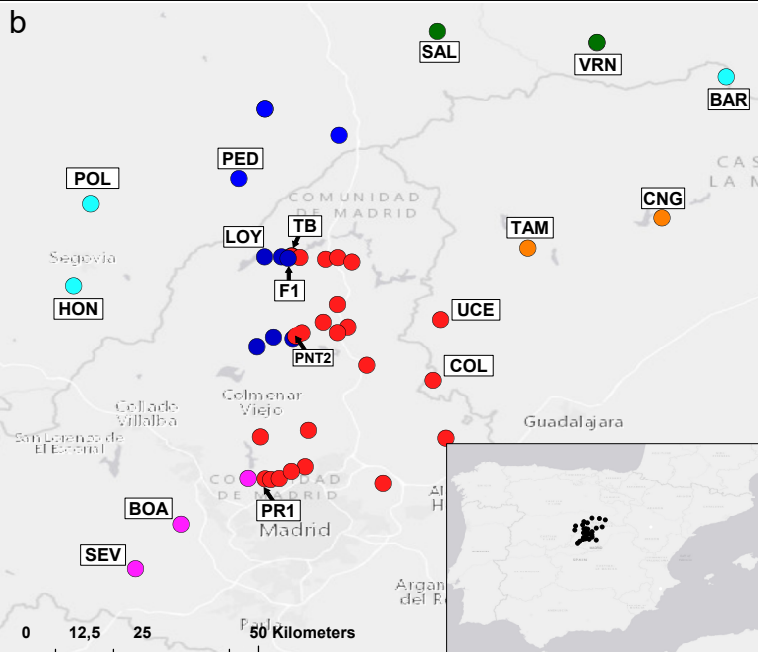 b
SAL
VRN
BAR
PED
POL
CAS
LA M
COMUNIDAD
DE MADRID
CNG
TB
LOY
TAM
Segovia
F1
HON
UCE
PNT2
COL
Colmenar
Viejo
Collado
Villalba
Guadalajara
San Lorenzo de
El Escorial
COMUNIDAD
DE MADRID
Al
H
BOA
PR1
Madrid
SEV
Argan
del R
Parla
0 12,5 25 50 Kilometers